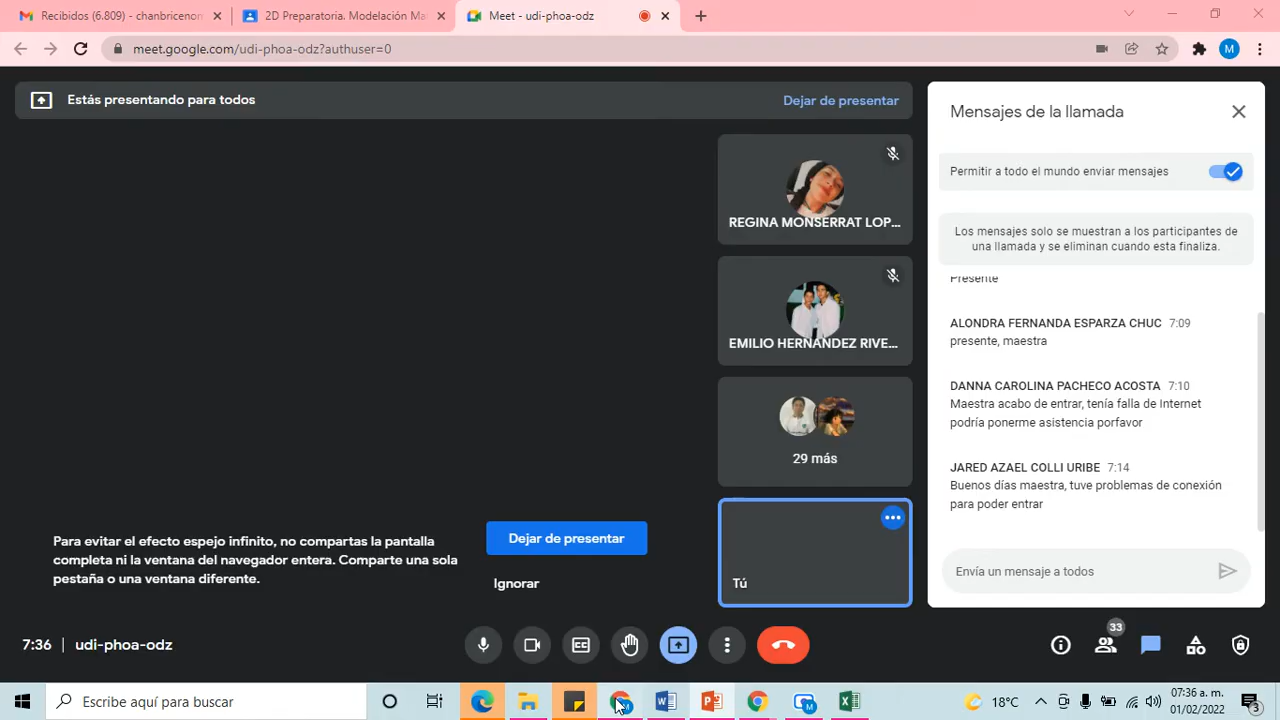 Recibidos (6.809) - chanbricenom
2D Preparatoria. Modelación Ma
Meet - udi-phoa-odz
meet.google.com/udi-phoa-odz?authuser=0
M
Estás presentando para todos
Dejar de presentar
REGINA MONSERRAT LOP...
EMILIO HERNÁNDEZ RIVE...
29 más
Para evitar el efecto espejo infinito, no compartas la pantalla
completa ni la ventana del navegador entera. Comparte una sola
pestaña o una ventana diferente.
Dejar de presentar
Ignorar
Tú
Mensajes de la llamada
Permitir a todo el mundo enviar mensajes
Los mensajes solo se muestran a los participantes de
una llamada y se eliminan cuando esta finaliza.
Presente
ALONDRA FERNANDA ESPARZA CHUC 7:09
presente, maestra
DANNA CAROLINA PACHECO ACOSTA 7:10
Maestra acabo de entrar, tenía falla de Internet
podría ponerme asistencia porfavor
JARED AZAEL COLLI URIBE 7:14
Buenos días maestra, tuve problemas de conexión
para poder entrar
Envía un mensaje a todos
7:36 | udi-phoa-odz
33
Escribe aquí para buscar
18°C
07:36 a. m.
01/02/2022
3